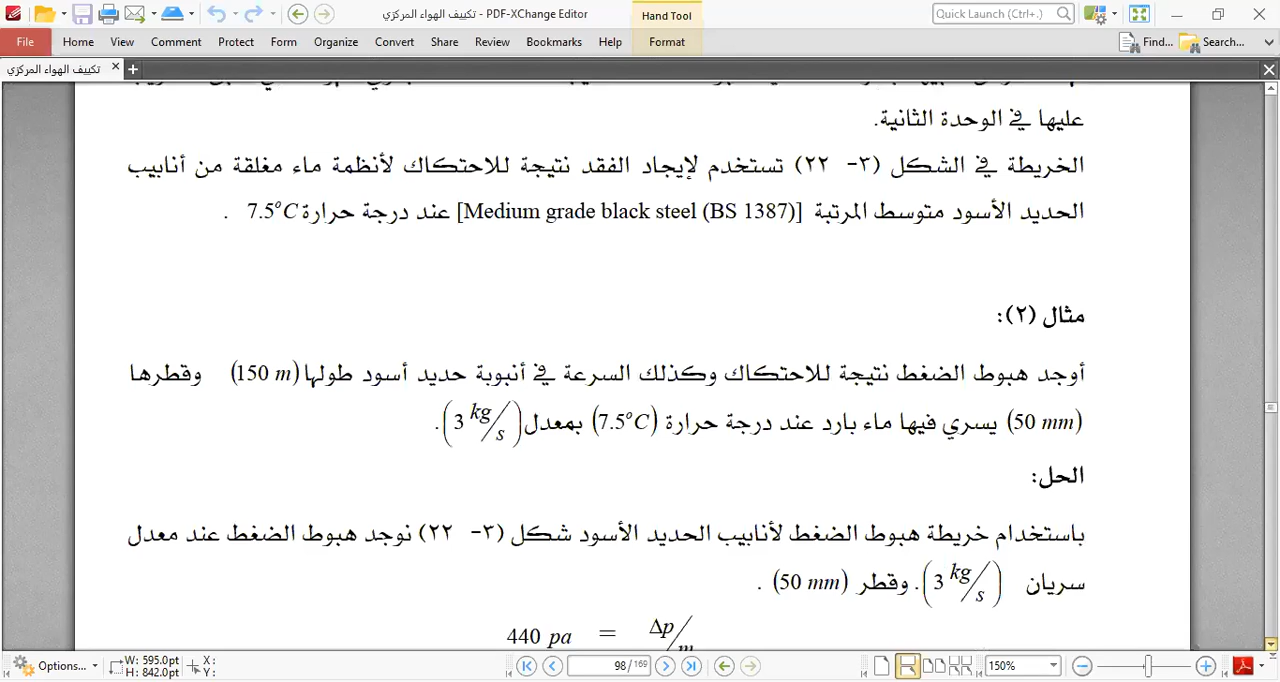 تكييف الهواء المركزي - PDF-XChange Editor
Hand Tool
Quick Launch (Ctrl+.)
File Home View Comment Protect Form Organize Convert Share Review Bookmarks Help Format Find... Search...
تكييف الهواء المركزي
عليها في الوحدة الثانية.
الخريطة في الشكل (٣- ٢٢) تستخدم لإيجاد الفقد نتيجة للاحتكاك لأنظمة ماء مغلقة من أنابيب
الحديد الأسود متوسط المرتبة [Medium grade black steel (BS 1387)] عند درجة حرارة 7.5°C .
مثال (٢):
أوجد هبوط الضغط نتيجة للاحتكاك وكذلك السرعة في أنبوبة حديد أسود طولها (150 m) وقطرها
(50 mm) يسري فيها ماء بارد عند درجة حرارة (7.5°C) بمعدل (3 kg/s).
الحل:
باستخدام خريطة هبوط الضغط لأنابيب الحديد الأسود شكل (٣- ٢٢) نوجد هبوط الضغط عند معدل
سريان (3 kg/s). وقطر (50 mm) .
440 pa = Δp/m
Options... W: 595.0pt X:
H: 842.0pt Y:
98 / 169
150%